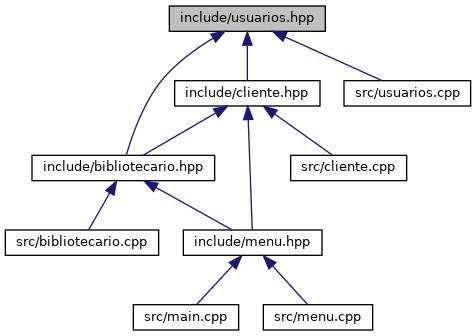 include/usuarios.hpp
include/cliente.hpp
src/usuarios.cpp
include/bibliotecario.hpp
src/cliente.cpp
src/bibliotecario.cpp
include/menu.hpp
src/main.cpp
src/menu.cpp